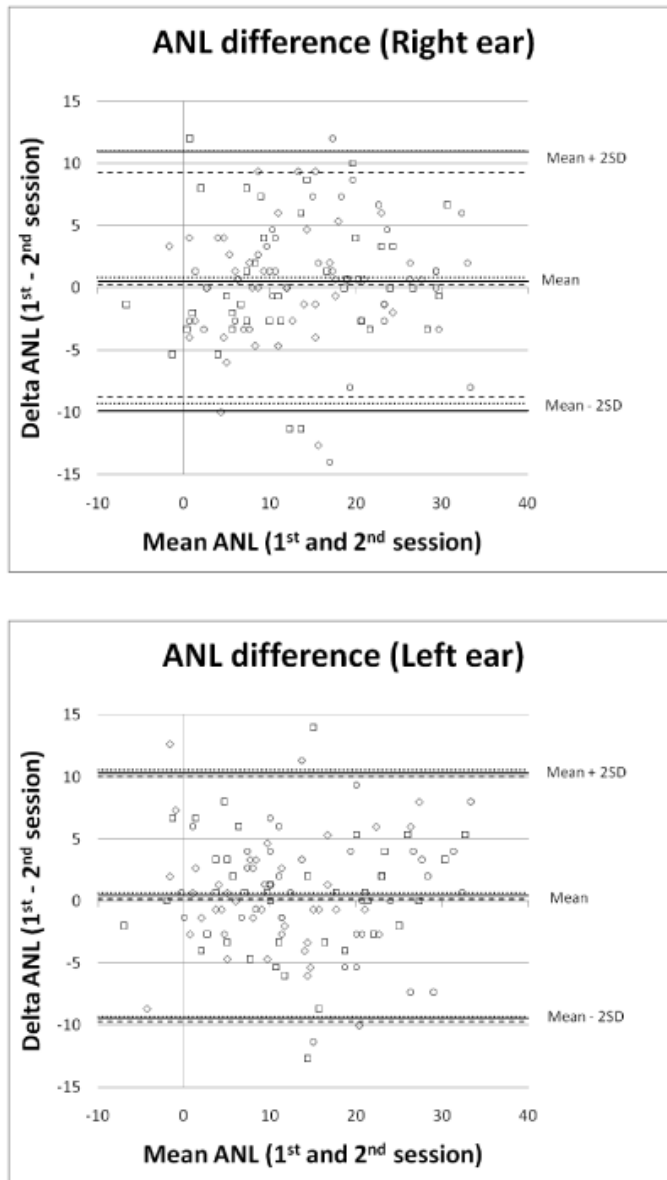 ANL difference (Right ear)
15
10
5
0
-5
-10
-15
-10 0 10 20 30 40
Delta ANL (1st - 2nd session)
Mean ANL (1st and 2nd session)
Mean + 2SD
Mean
Mean - 2SD
ANL difference (Left ear)
15
10
5
0
-5
-10
-15
-10 0 10 20 30 40
Delta ANL (1st - 2nd session)
Mean ANL (1st and 2nd session)
Mean + 2SD
Mean
Mean - 2SD